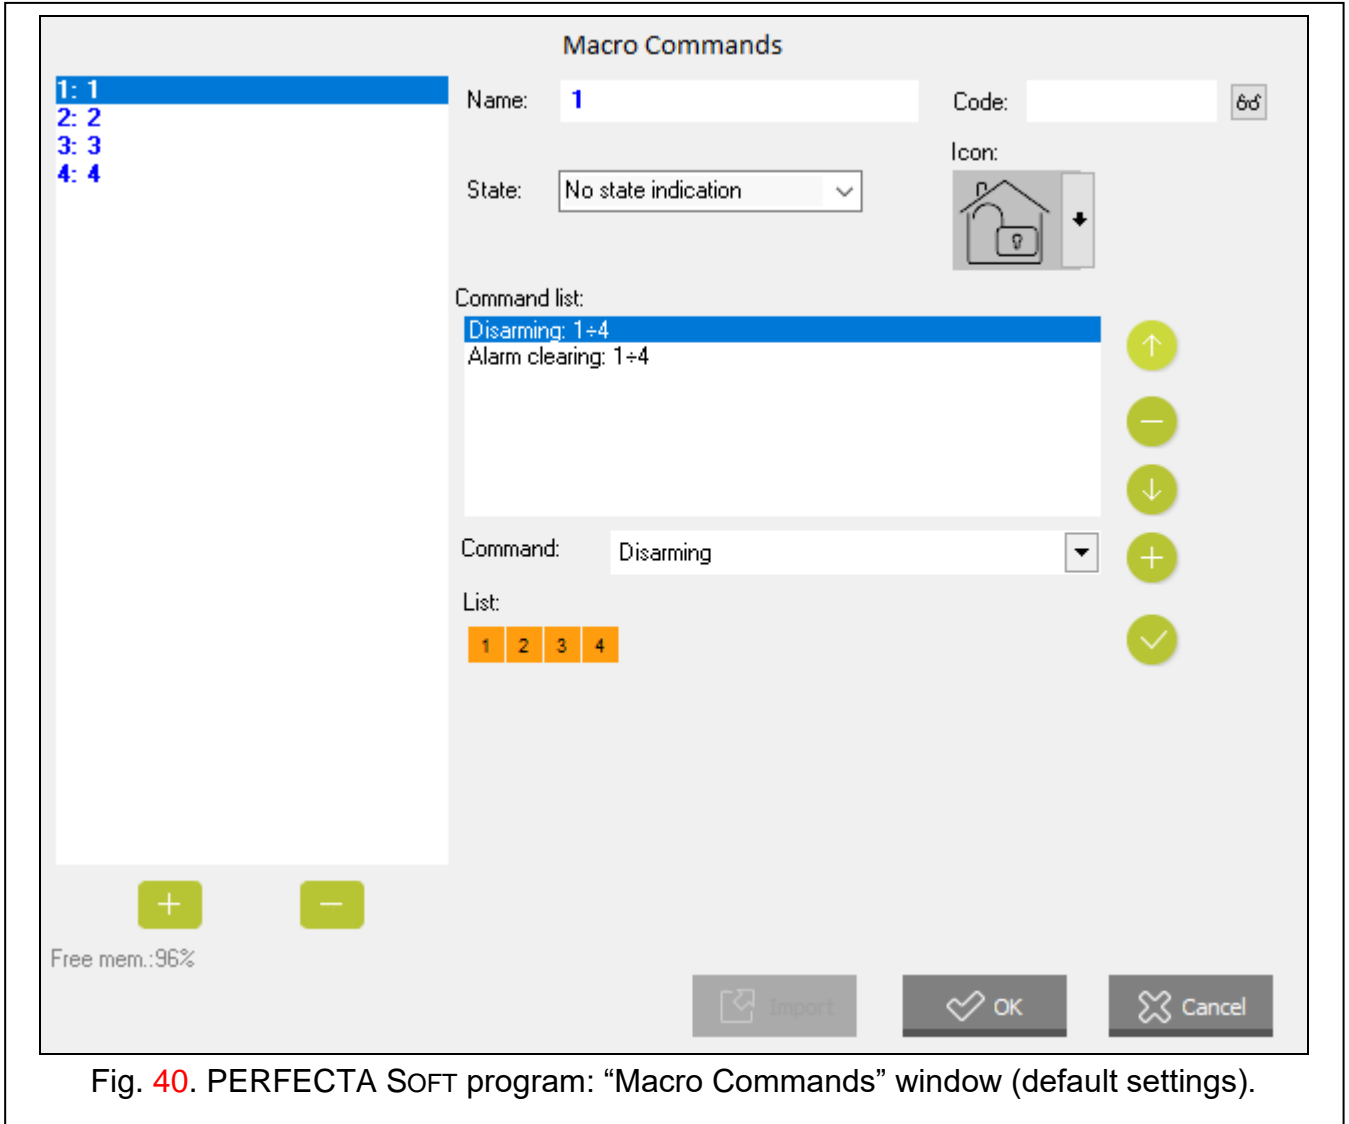 Macro Commands
1: 1
2: 2
3: 3
4: 4
Name: 1
Code:
Icon:
State: No state indication
Command list:
Disarming: 1÷4
Alarm clearing: 1÷4
Command: Disarming
List:
1 2 3 4
Free mem.:96%
Import OK Cancel
Fig. 40. PERFECTA SOFT program: “Macro Commands” window (default settings).